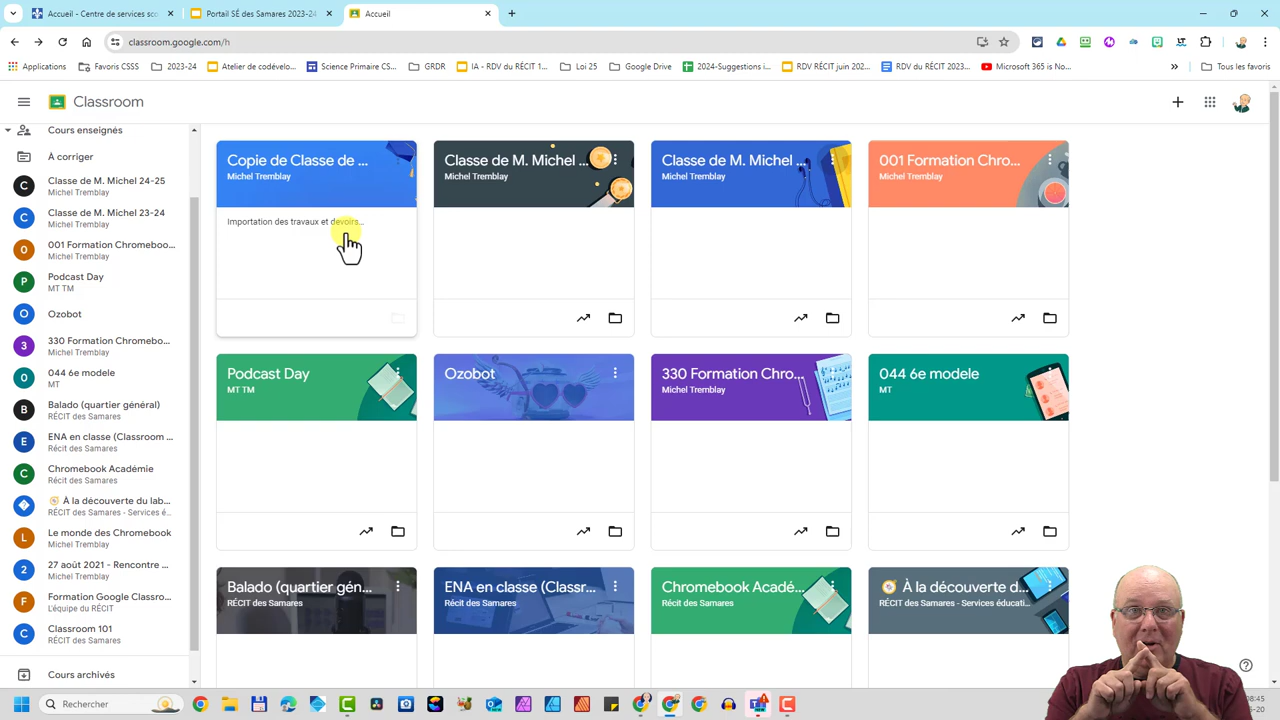 Accueil - Centre de services sco
Portail SÉ des Samares 2023-24
Accueil
classroom.google.com/h
Applications
Favoris CSSS
2023-24
Atelier de codévelo...
Science Primaire CS...
GRDR
IA - RDV du RÉCIT 1...
Loi 25
Google Drive
2024-Suggestions i...
RDV RÉCIT juin 202...
RDV du RÉCIT 2023...
Microsoft 365 is No...
Tous les favoris
Classroom
Cours enseignés
À corriger
C
Classe de M. Michel 24-25
Michel Tremblay
C
Classe de M. Michel 23-24
Michel Tremblay
0
001 Formation Chromeboo...
Michel Tremblay
P
Podcast Day
MT TM
O
Ozobot
3
330 Formation Chromebo...
Michel Tremblay
0
044 6e modele
MT
B
Balado (quartier général)
RÉCIT des Samares
E
ENA en classe (Classroom ...
Récit des Samares
C
Chromebook Académie
Récit des Samares
À la découverte du lab...
RÉCIT des Samares - Services é...
L
Le monde des Chromebook
Michel Tremblay
2
27 août 2021 - Rencontre ...
Michel Tremblay
F
Formation Google Classro...
L'équipe du RÉCIT
C
Classroom 101
RÉCIT des Samares
Cours archivés
Copie de Classe de ...
Michel Tremblay
Importation des travaux et devoirs...
Classe de M. Michel ...
Michel Tremblay
Classe de M. Michel ...
Michel Tremblay
001 Formation Chro...
Michel Tremblay
Podcast Day
MT TM
Ozobot
330 Formation Chro...
Michel Tremblay
044 6e modele
MT
Balado (quartier gén...
RÉCIT des Samares
ENA en classe (Classr...
Récit des Samares
Chromebook Acadé...
Récit des Samares
À la découverte d...
RÉCIT des Samares - Services éducati...
Rechercher